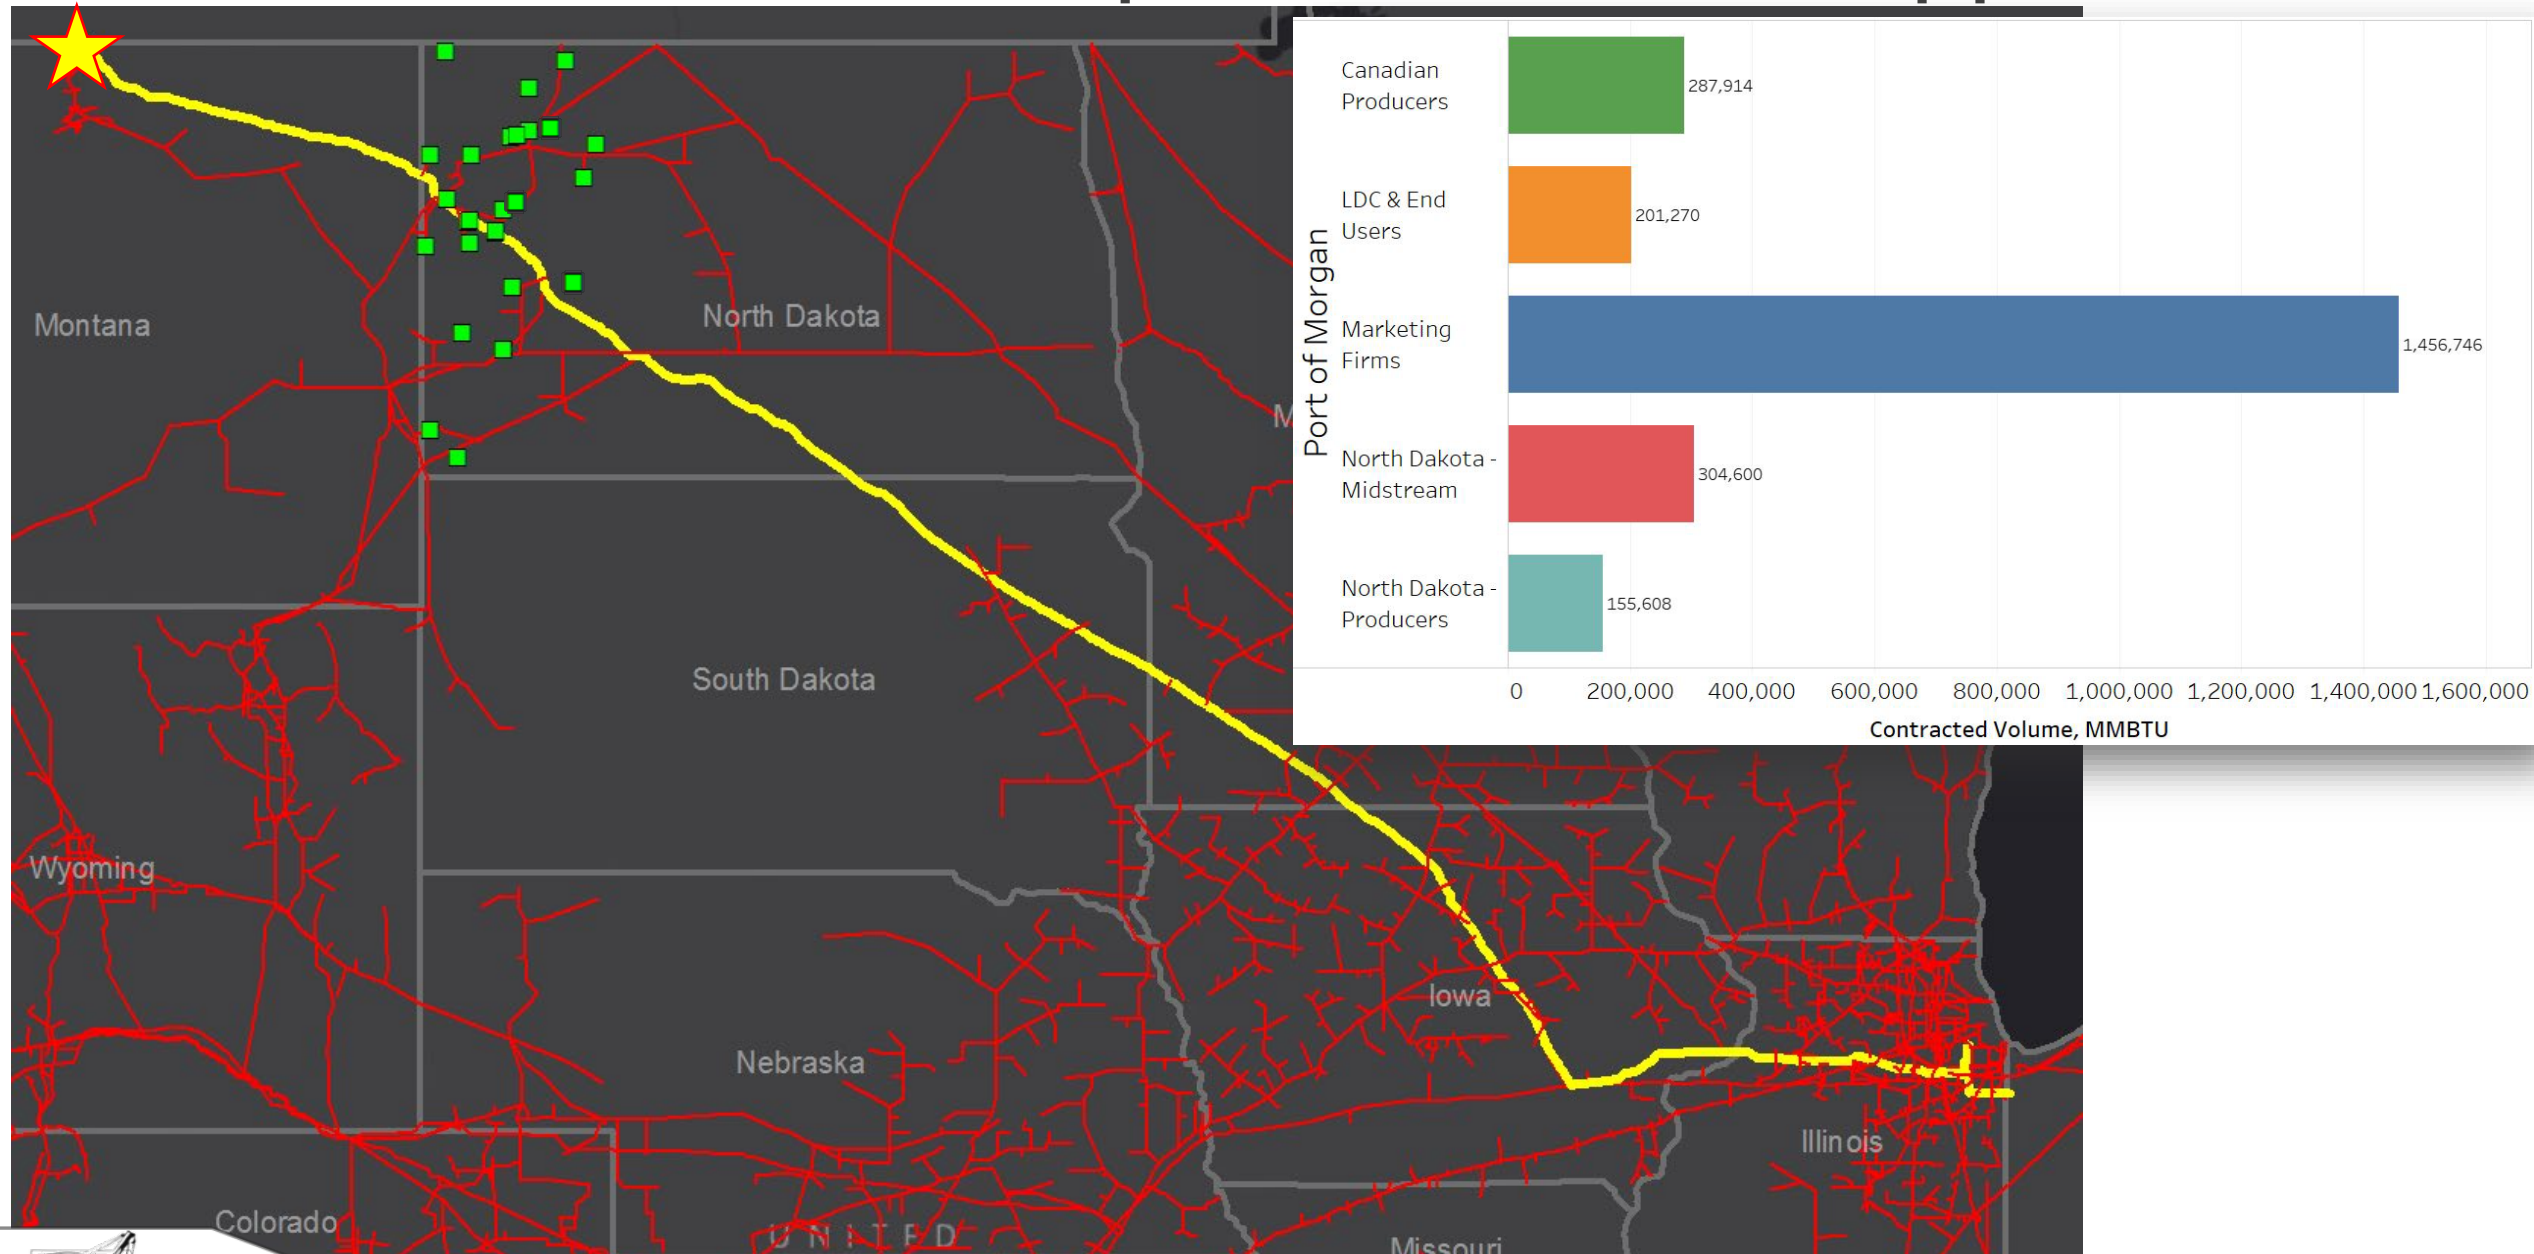 Montana
North Dakota
South Dakota
Wyoming
Nebraska
Iowa
Illinois
Colorado
UNITED
Missouri
M
Port of Morgan
Canadian
Producers
287,914
LDC & End
Users
201,270
Marketing
Firms
1,456,746
North Dakota -
Midstream
304,600
North Dakota -
Producers
155,608
0 200,000 400,000 600,000 800,000 1,000,000 1,200,000 1,400,000 1,600,000
Contracted Volume, MMBTU